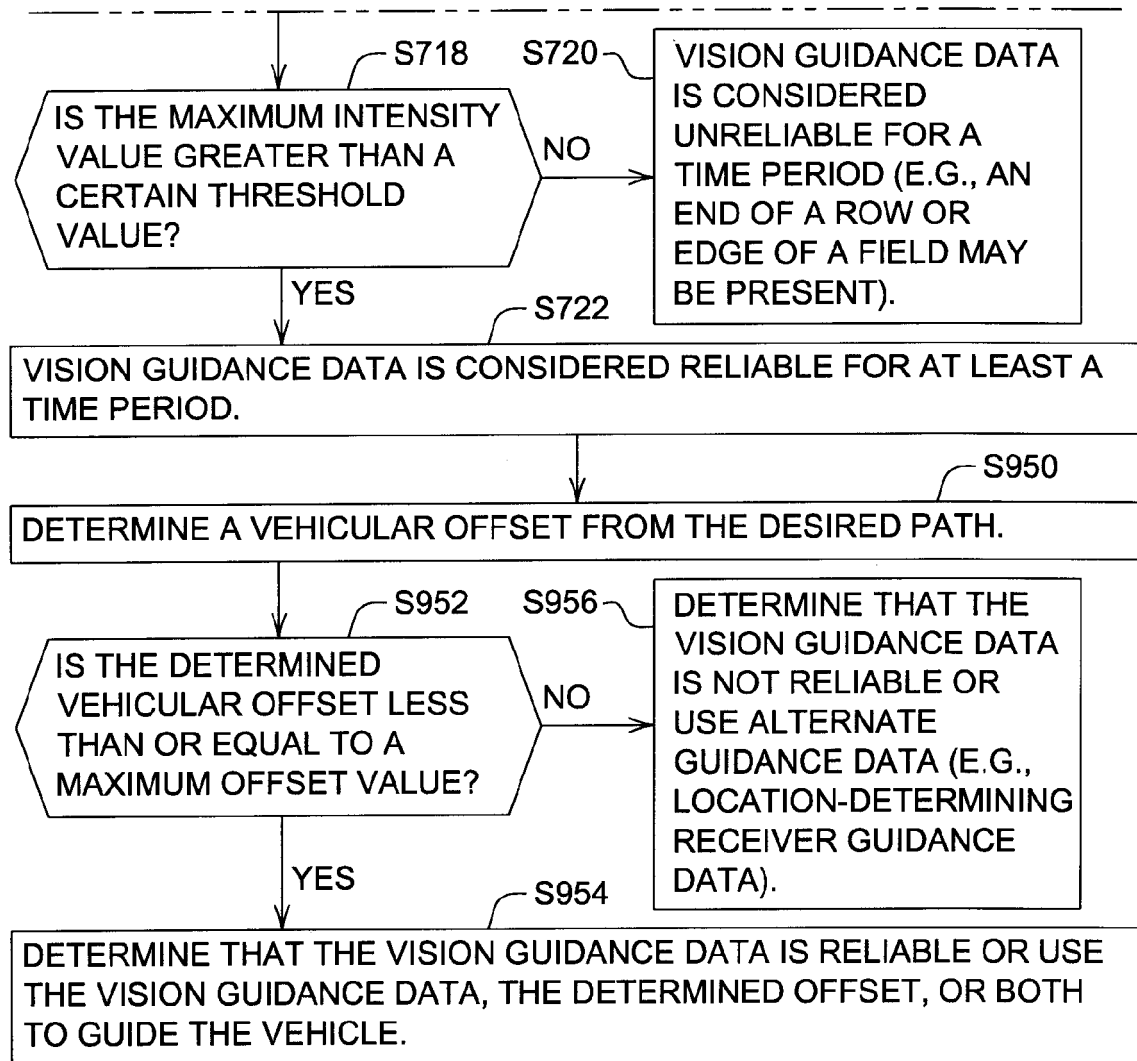 S718
IS THE MAXIMUM INTENSITY
VALUE GREATER THAN A
CERTAIN THRESHOLD
VALUE?
NO
S720
VISION GUIDANCE DATA
IS CONSIDERED
UNRELIABLE FOR A
TIME PERIOD (E.G., AN
END OF A ROW OR
EDGE OF A FIELD MAY
BE PRESENT).
YES
S722
VISION GUIDANCE DATA IS CONSIDERED RELIABLE FOR AT LEAST A
TIME PERIOD.
S950
DETERMINE A VEHICULAR OFFSET FROM THE DESIRED PATH.
S952
IS THE DETERMINED
VEHICULAR OFFSET LESS
THAN OR EQUAL TO A
MAXIMUM OFFSET VALUE?
NO
S956
DETERMINE THAT THE
VISION GUIDANCE DATA
IS NOT RELIABLE OR
USE ALTERNATE
GUIDANCE DATA (E.G.,
LOCATION-DETERMINING
RECEIVER GUIDANCE
DATA).
YES
S954
DETERMINE THAT THE VISION GUIDANCE DATA IS RELIABLE OR USE
THE VISION GUIDANCE DATA, THE DETERMINED OFFSET, OR BOTH
TO GUIDE THE VEHICLE.